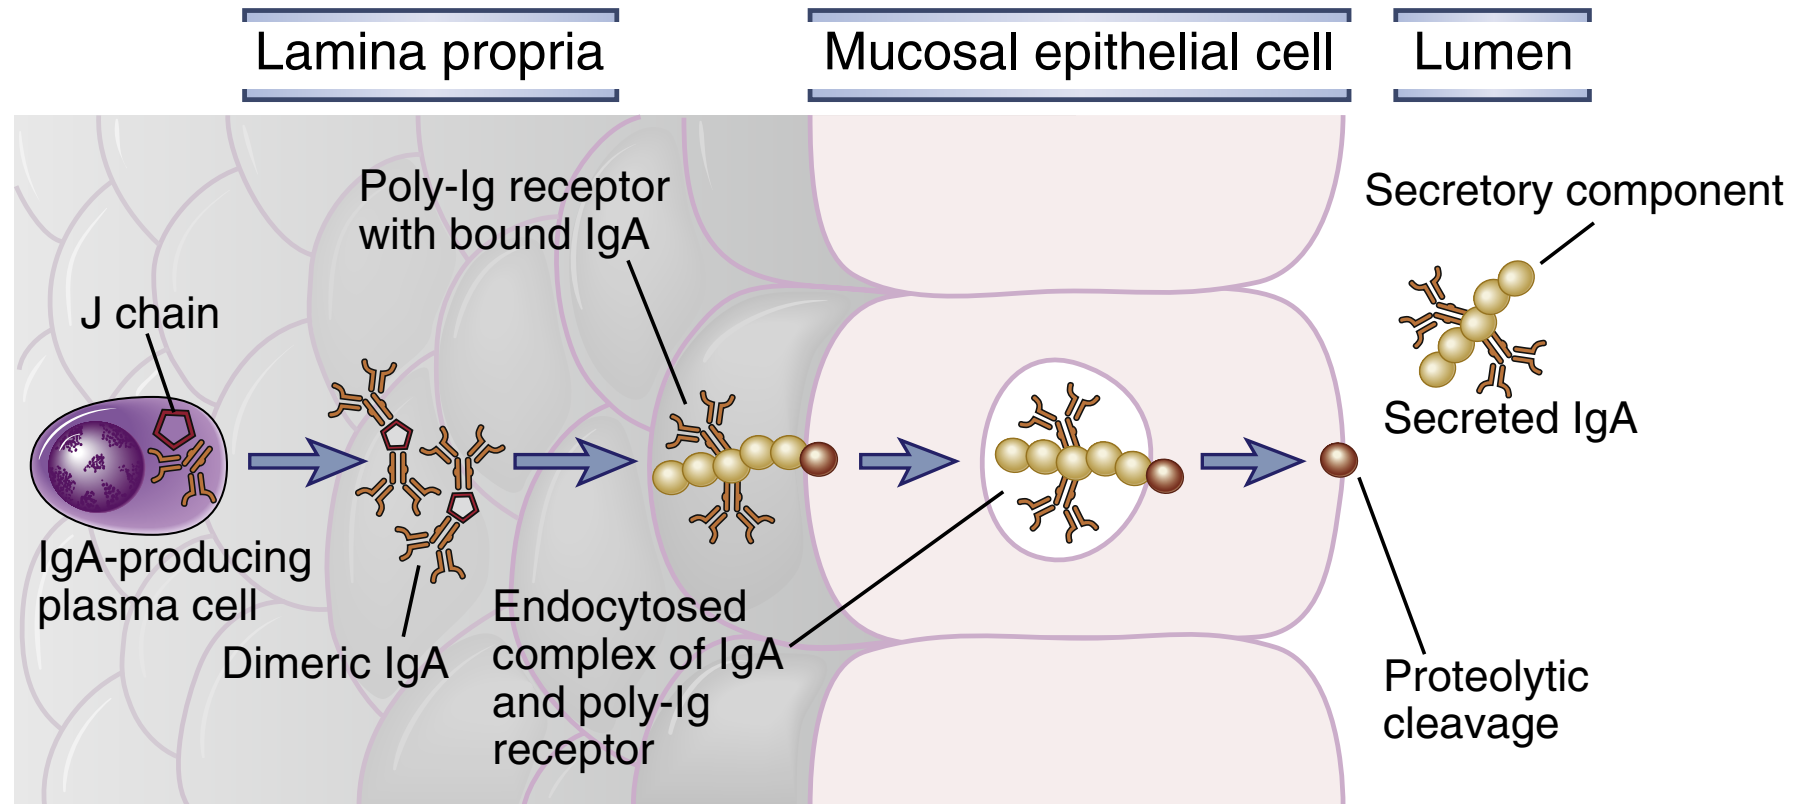 Lamina propria
Mucosal epithelial cell
Lumen
Poly-Ig receptor
with bound IgA
Secretory component
J chain
Secreted IgA
IgA-producing
plasma cell
Dimeric IgA
Endocytosed
complex of IgA
and poly-Ig
receptor
Proteolytic
cleavage